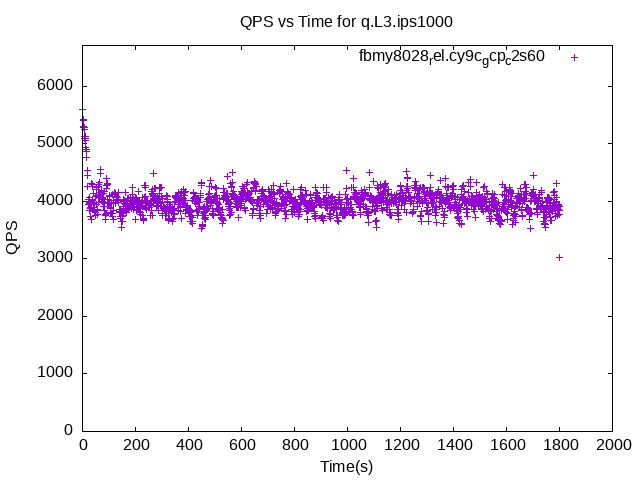 QPS vs Time for q.L3.ips1000
fbmy8028rel.cy9cgcpc2s60
6000
5000
4000
3000
2000
1000
0
QPS
0 200 400 600 800 1000 1200 1400 1600 1800 2000
Time(s)